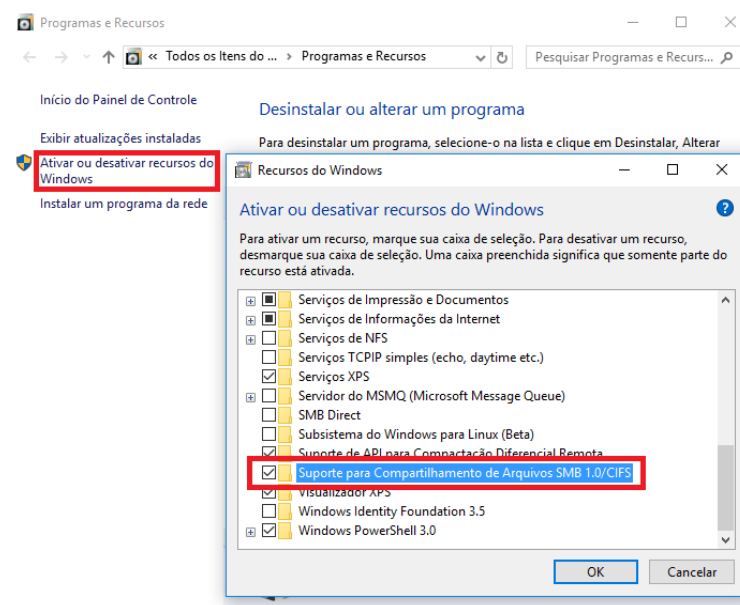 Programas e Recursos
« Todos os Itens do ... > Programas e Recursos
Pesquisar Programas e Recurs...
Início do Painel de Controle
Exibir atualizações instaladas
Ativar ou desativar recursos do
Windows
Instalar um programa da rede
Desinstalar ou alterar um programa
Para desinstalar um programa, selecione-o na lista e clique em Desinstalar, Alterar
Recursos do Windows
Ativar ou desativar recursos do Windows
?
Para ativar um recurso, marque sua caixa de seleção. Para desativar um recurso,
desmarque sua caixa de seleção. Uma caixa preenchida significa que somente parte do
recurso está ativada.
Serviços de Impressão e Documentos
Serviços de Informações da Internet
Serviços de NFS
Serviços TCPIP simples (echo, daytime etc.)
Serviços XPS
Servidor do MSMQ (Microsoft Message Queue)
SMB Direct
Subsistema do Windows para Linux (Beta)
Suporte de API para Compactação Diferencial Remota
Suporte para Compartilhamento de Arquivos SMB 1.0/CIFS
Visualizador XPS
Windows Identity Foundation 3.5
Windows PowerShell 3.0
OK
Cancelar